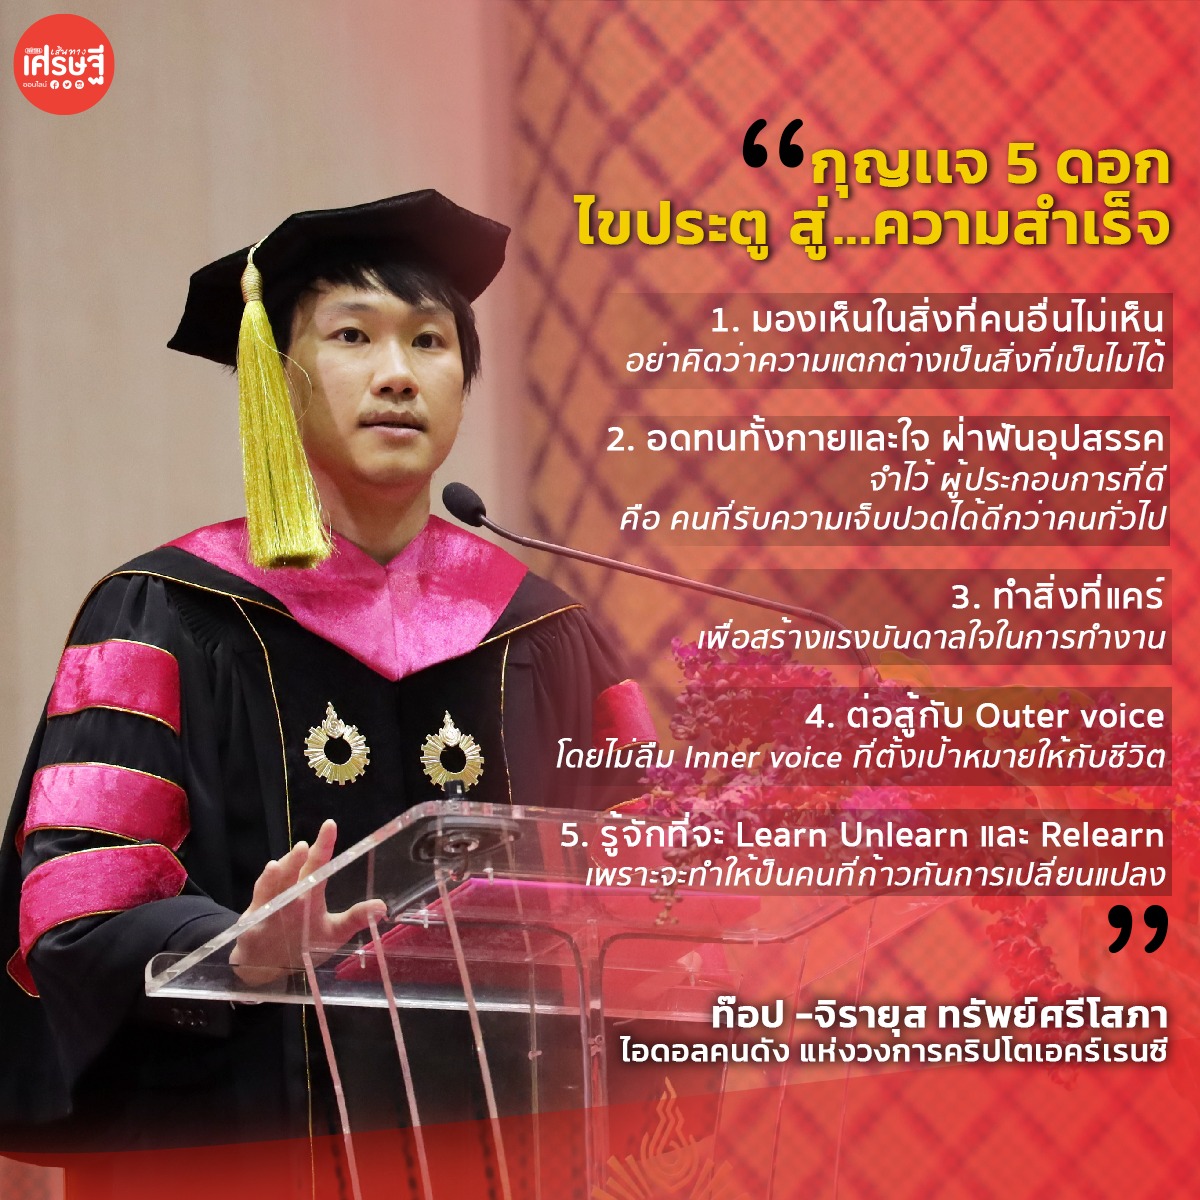 เส้นทาง
เศรษฐี
ออนไลน์
“กุญแจ 5 ดอก
ไขประตู สู่...ความสำเร็จ
1. มองเห็นในสิ่งที่คนอื่นไม่เห็น
อย่าคิดว่าความแตกต่างเป็นสิ่งที่เป็นไม่ได้
2. อดทนทั้งกายและใจ ฝ่าฟันอุปสรรค
จำไว้ ผู้ประกอบการที่ดี
คือ คนที่รับความเจ็บปวดได้ดีกว่าคนทั่วไป
3. ทำสิ่งที่แคร์
เพื่อสร้างแรงบันดาลใจในการทำงาน
4. ต่อสู้กับ Outer voice
โดยไม่ลืม Inner voice ที่ตั้งเป้าหมายให้กับชีวิต
5. รู้จักที่จะ Learn Unlearn และ Relearn
เพราะจะทำให้ป็นคนที่ก้าวทันการเปลี่ยนแปลง
”
ท๊อป -จิรายุส ทรัพย์ศรีโสภา
ไอดอลคนดัง แห่งวงการคริปโตเอคร์เรนซี